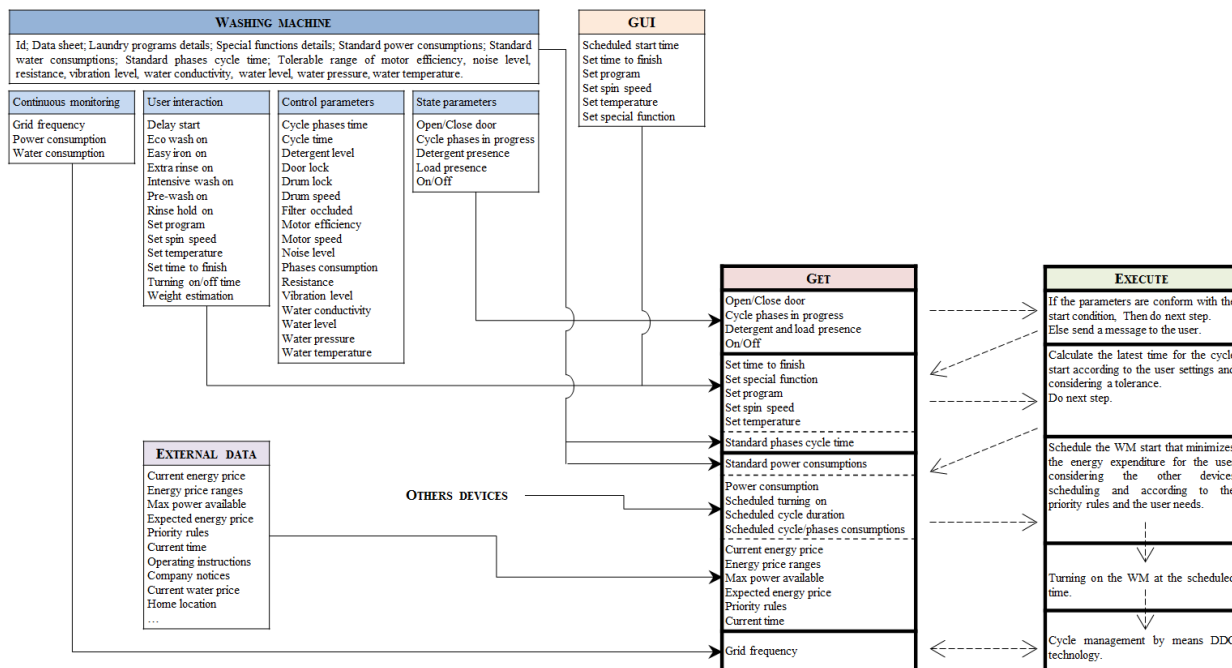 WASHING MACHINE
Id; Data sheet; Laundry programs details; Special functions details; Standard power consumptions; Standard
water consumptions; Standard phases cycle time; Tolerable range of motor efficiency, noise level,
resistance, vibration level, water conductivity, water level, water pressure, water temperature.
Continuous monitoring
Grid frequency
Power consumption
Water consumption
User interaction
Delay start
Eco wash on
Easy iron on
Extra rinse on
Intensive wash on
Pre-wash on
Rinse hold on
Set program
Set spin speed
Set temperature
Set time to finish
Turning on/off time
Weight estimation
Control parameters
Cycle phases time
Cycle time
Detergent level
Door lock
Drum lock
Drum speed
Filter occluded
Motor efficiency
Motor speed
Noise level
Phases consumption
Resistance
Vibration level
Water conductivity
Water level
Water pressure
Water temperature
State parameters
Open/Close door
Cycle phases in progress
Detergent presence
Load presence
On/Off
GUI
Scheduled start time
Set time to finish
Set program
Set spin speed
Set temperature
Set special function
EXTERNAL DATA
Current energy price
Energy price ranges
Max power available
Expected energy price
Priority rules
Current time
Operating instructions
Company notices
Current water price
Home location
…
OTHERS DEVICES
GET
Open/Close door
Cycle phases in progress
Detergent and load presence
On/Off
Set time to finish
Set special function
Set program
Set spin speed
Set temperature
Standard phases cycle time
Standard power consumptions
Power consumption
Scheduled turning on
Scheduled cycle duration
Scheduled cycle/phases consumptions
Current energy price
Energy price ranges
Max power available
Expected energy price
Priority rules
Current time
Grid frequency
EXECUTE
If the parameters are conform with the
start condition, Then do next step.
Else send a message to the user.
Calculate the latest time for the cycle
start according to the user settings and
considering a tolerance.
Do next step.
Schedule the WM start that minimizes
the energy expenditure for the use
considering the other device
scheduling and according to the
priority rules and the user needs.
Turning on the WM at the scheduled
time.
Cycle management by means DDC
technology.